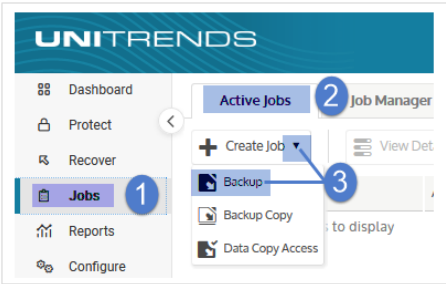 UNITRENDS
Dashboard
Protect
Recover
Jobs 1
Reports
Configure
Active Jobs 2 Job Manager
Create Job View Det
Backup 3
Backup Copy
Data Copy Access
to display